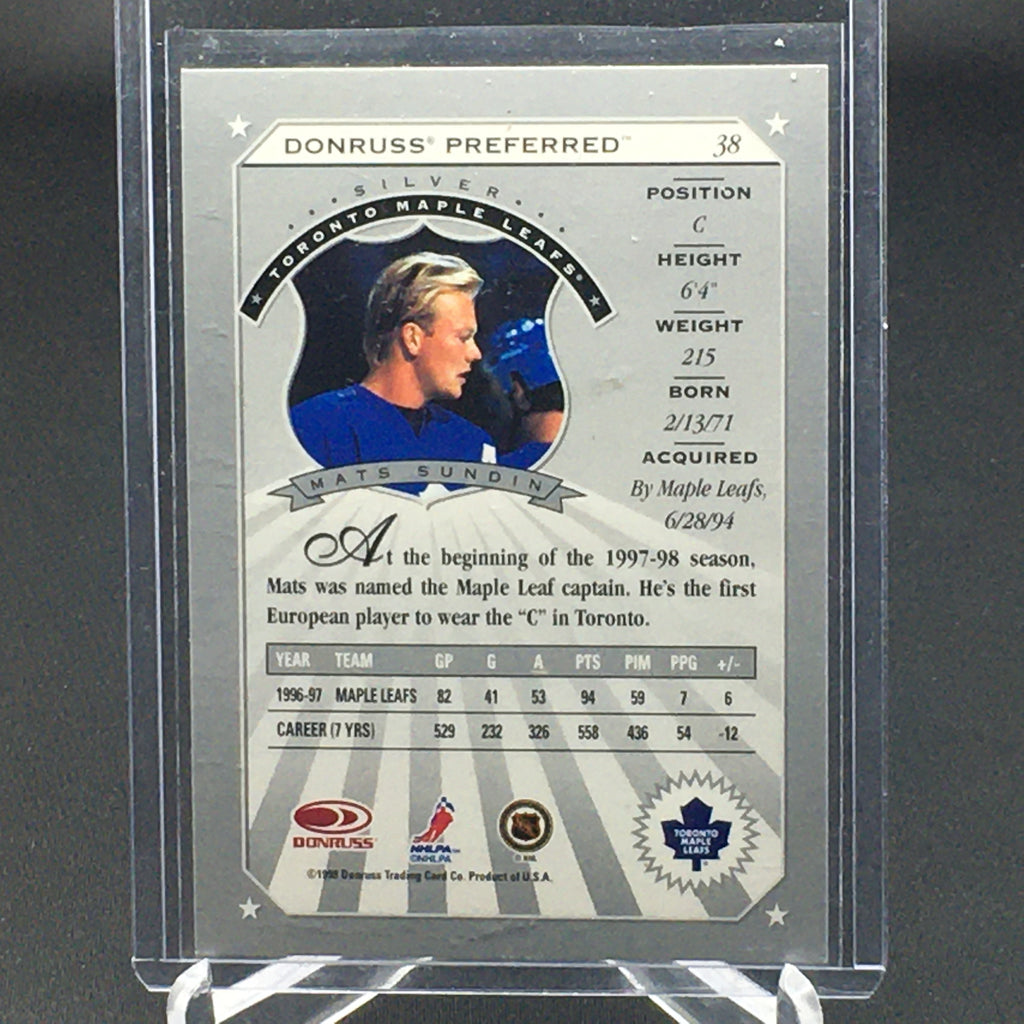 DONRUSS® PREFERRED™ 38
SILVER
TORONTO MAPLE LEAFS®
MATS SUNDIN
POSITION
C
HEIGHT
6'4"
WEIGHT
215
BORN
2/13/71
ACQUIRED
By Maple Leafs,
6/28/94
At the beginning of the 1997-98 season,
Mats was named the Maple Leaf captain. He's the first
European player to wear the “C” in Toronto.
YEAR TEAM GP G A PTS PIM PPG +/-
1996-97 MAPLE LEAFS 82 41 53 94 59 7 6
CAREER (7 YRS) 529 232 326 558 436 54 -12
DONRUSS®
NHLPA™
©NHLPA
© NHL
TORONTO
MAPLE
LEAFS
©1998 Donruss Trading Card Co. Product of U.S.A.